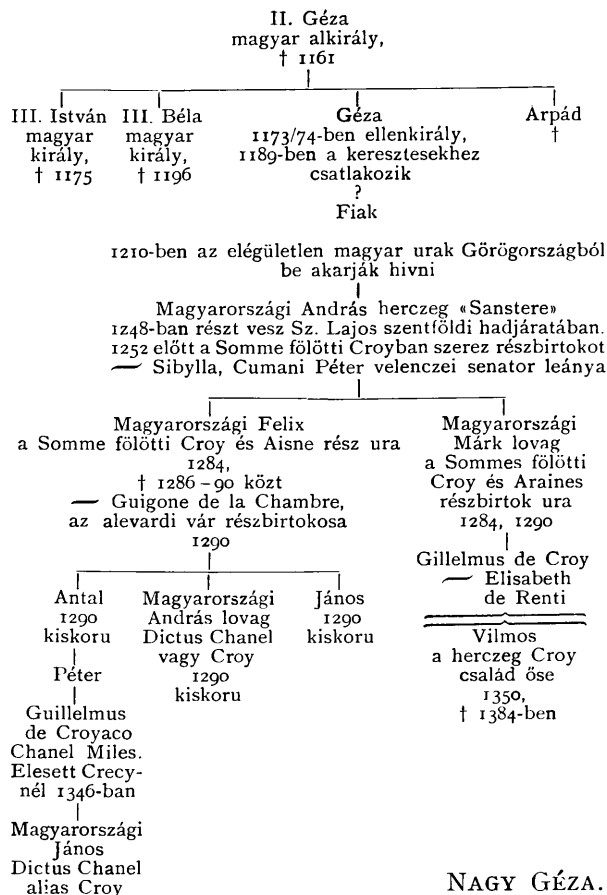 II. Géza
magyar alkirály,
† 1161
III. István
magyar
király,
† 1175
III. Béla
magyar
király,
† 1196
Géza
1173/74-ben ellenkirály,
1189-ben a keresztesekhez
csatlakozik
?
Fiak
Arpád
†
1210-ben az elégületlen magyar urak Görögországból
be akarják hivni
Magyarországi András herczeg «Sanstere»
1248-ban részt vesz Sz. Lajos szentföldi hadjáratában.
1252 előtt a Somme fölötti Croyban szerez részbirtokot
— Sibylla, Cumani Péter velenczei senator leánya
Magyarországi Felix
a Somme fölötti Croy és Aisne rész ura
1284,
† 1286–90 közt
— Guigone de la Chambre,
az alevardi vár részbirtokosa
1290
Magyarországi
Márk lovag
a Sommes fölötti
Croy és Araines
részbirtok ura
1284, 1290
Gillelmus de Croy
— Elisabeth
de Renti
Vilmos
a herczeg Croy
család őse
1350,
† 1384-ben
Antal
1290
kiskoru
Péter
Guillelmus
de Croyaco
Chanel Miles.
Elesett Crecy-
nél 1346-ban
Magyarországi
János
Dictus Chanel
alias Croy
Magyarországi
András lovag
Dictus Chanel
vagy Croy
1290
kiskoru
János
1290
kiskoru
NAGY GÉZA.